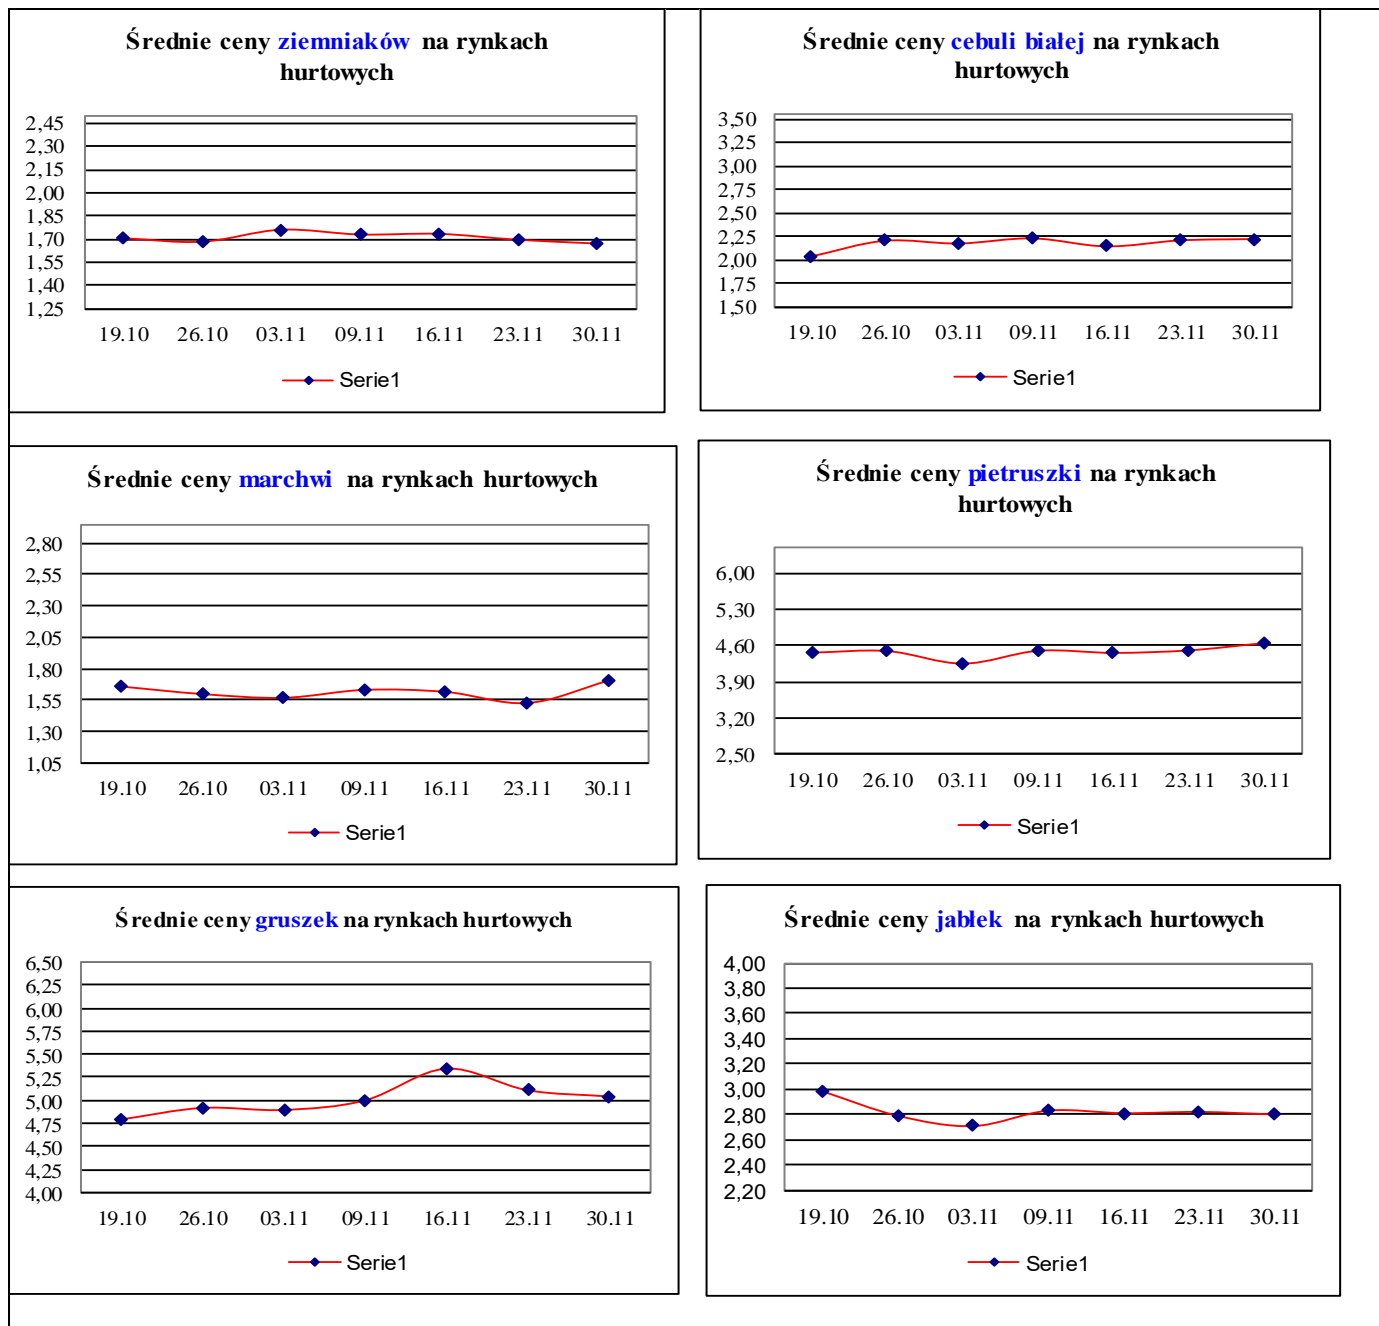 Średnie ceny ziemniaków na rynkach
hurtowych
2,45
2,30
2,15
2,00
1,85
1,70
1,55
1,40
1,25
19.10 26.10 03.11 09.11 16.11 23.11 30.11
Serie1
Średnie ceny cebuli białej na rynkach
hurtowych
3,50
3,25
3,00
2,75
2,50
2,25
2,00
1,75
1,50
19.10 26.10 03.11 09.11 16.11 23.11 30.11
Serie1
Średnie ceny marchwi na rynkach hurtowych
2,80
2,55
2,30
2,05
1,80
1,55
1,30
1,05
19.10 26.10 03.11 09.11 16.11 23.11 30.11
Serie1
Średnie ceny pietruszki na rynkach
hurtowych
6,00
5,30
4,60
3,90
3,20
2,50
19.10 26.10 03.11 09.11 16.11 23.11 30.11
Serie1
Średnie ceny gruszek na rynkach hurtowych
6,50
6,25
6,00
5,75
5,50
5,25
5,00
4,75
4,50
4,25
4,00
19.10 26.10 03.11 09.11 16.11 23.11 30.11
Serie1
Średnie ceny jabłek na rynkach hurtowych
4,00
3,80
3,60
3,40
3,20
3,00
2,80
2,60
2,40
2,20
19.10 26.10 03.11 09.11 16.11 23.11 30.11
Serie1